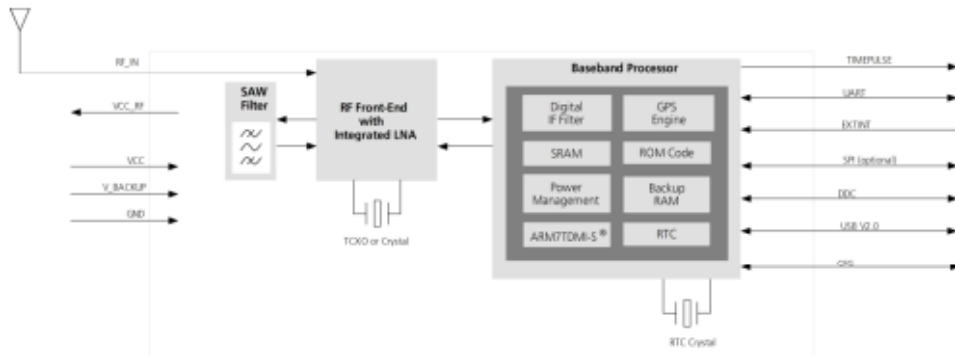 RF_IN
VCC_RF
VCC
V_BACKUP
GND
SAW
Filter
RF Front-End
with
Integrated LNA
TCXO or Crystal
Baseband Processor
Digital
IF Filter
GPS
Engine
SRAM
ROM Code
Power
Management
Backup
RAM
ARM7TDMI-S®
RTC
RTC Crystal
TIMEPULSE
UART
EXTINT
SPI (optional)
DDC
USB V2.0
CFG